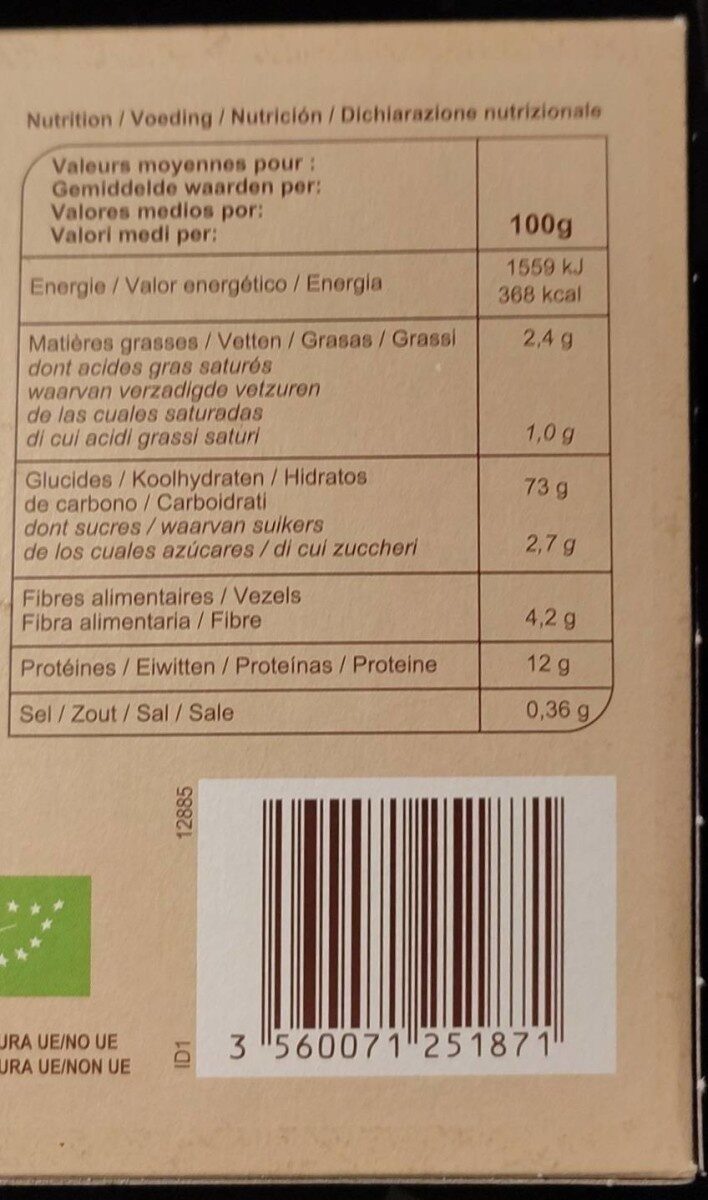 Nutrition / Voeding / Nutrición / Dichiarazione nutrizionale
Valeurs moyennes pour :
Gemiddelde waarden per:
Valores medios por:
Valori medi per:
100g
Energie / Valor energético / Energia
1559 kJ
368 kcal
Matières grasses / Vetten / Grasas / Grassi
2,4 g
dont acides gras saturés
waarvan verzadigde vetzuren
de las cuales saturadas
di cui acidi grassi saturi
1,0 g
Glucides / Koolhydraten / Hidratos
de carbono / Carboidrati
73 g
dont sucres / waarvan suikers
de los cuales azúcares / di cui zuccheri
2,7 g
Fibres alimentaires / Vezels
Fibra alimentaria / Fibre
4,2 g
Protéines / Eiwitten / Proteínas / Proteine
12 g
Sel / Zout / Sal / Sale
0,36 g
12885
URA UE/NO UE
URA UE/NON UE
ID1
3 560071 251871